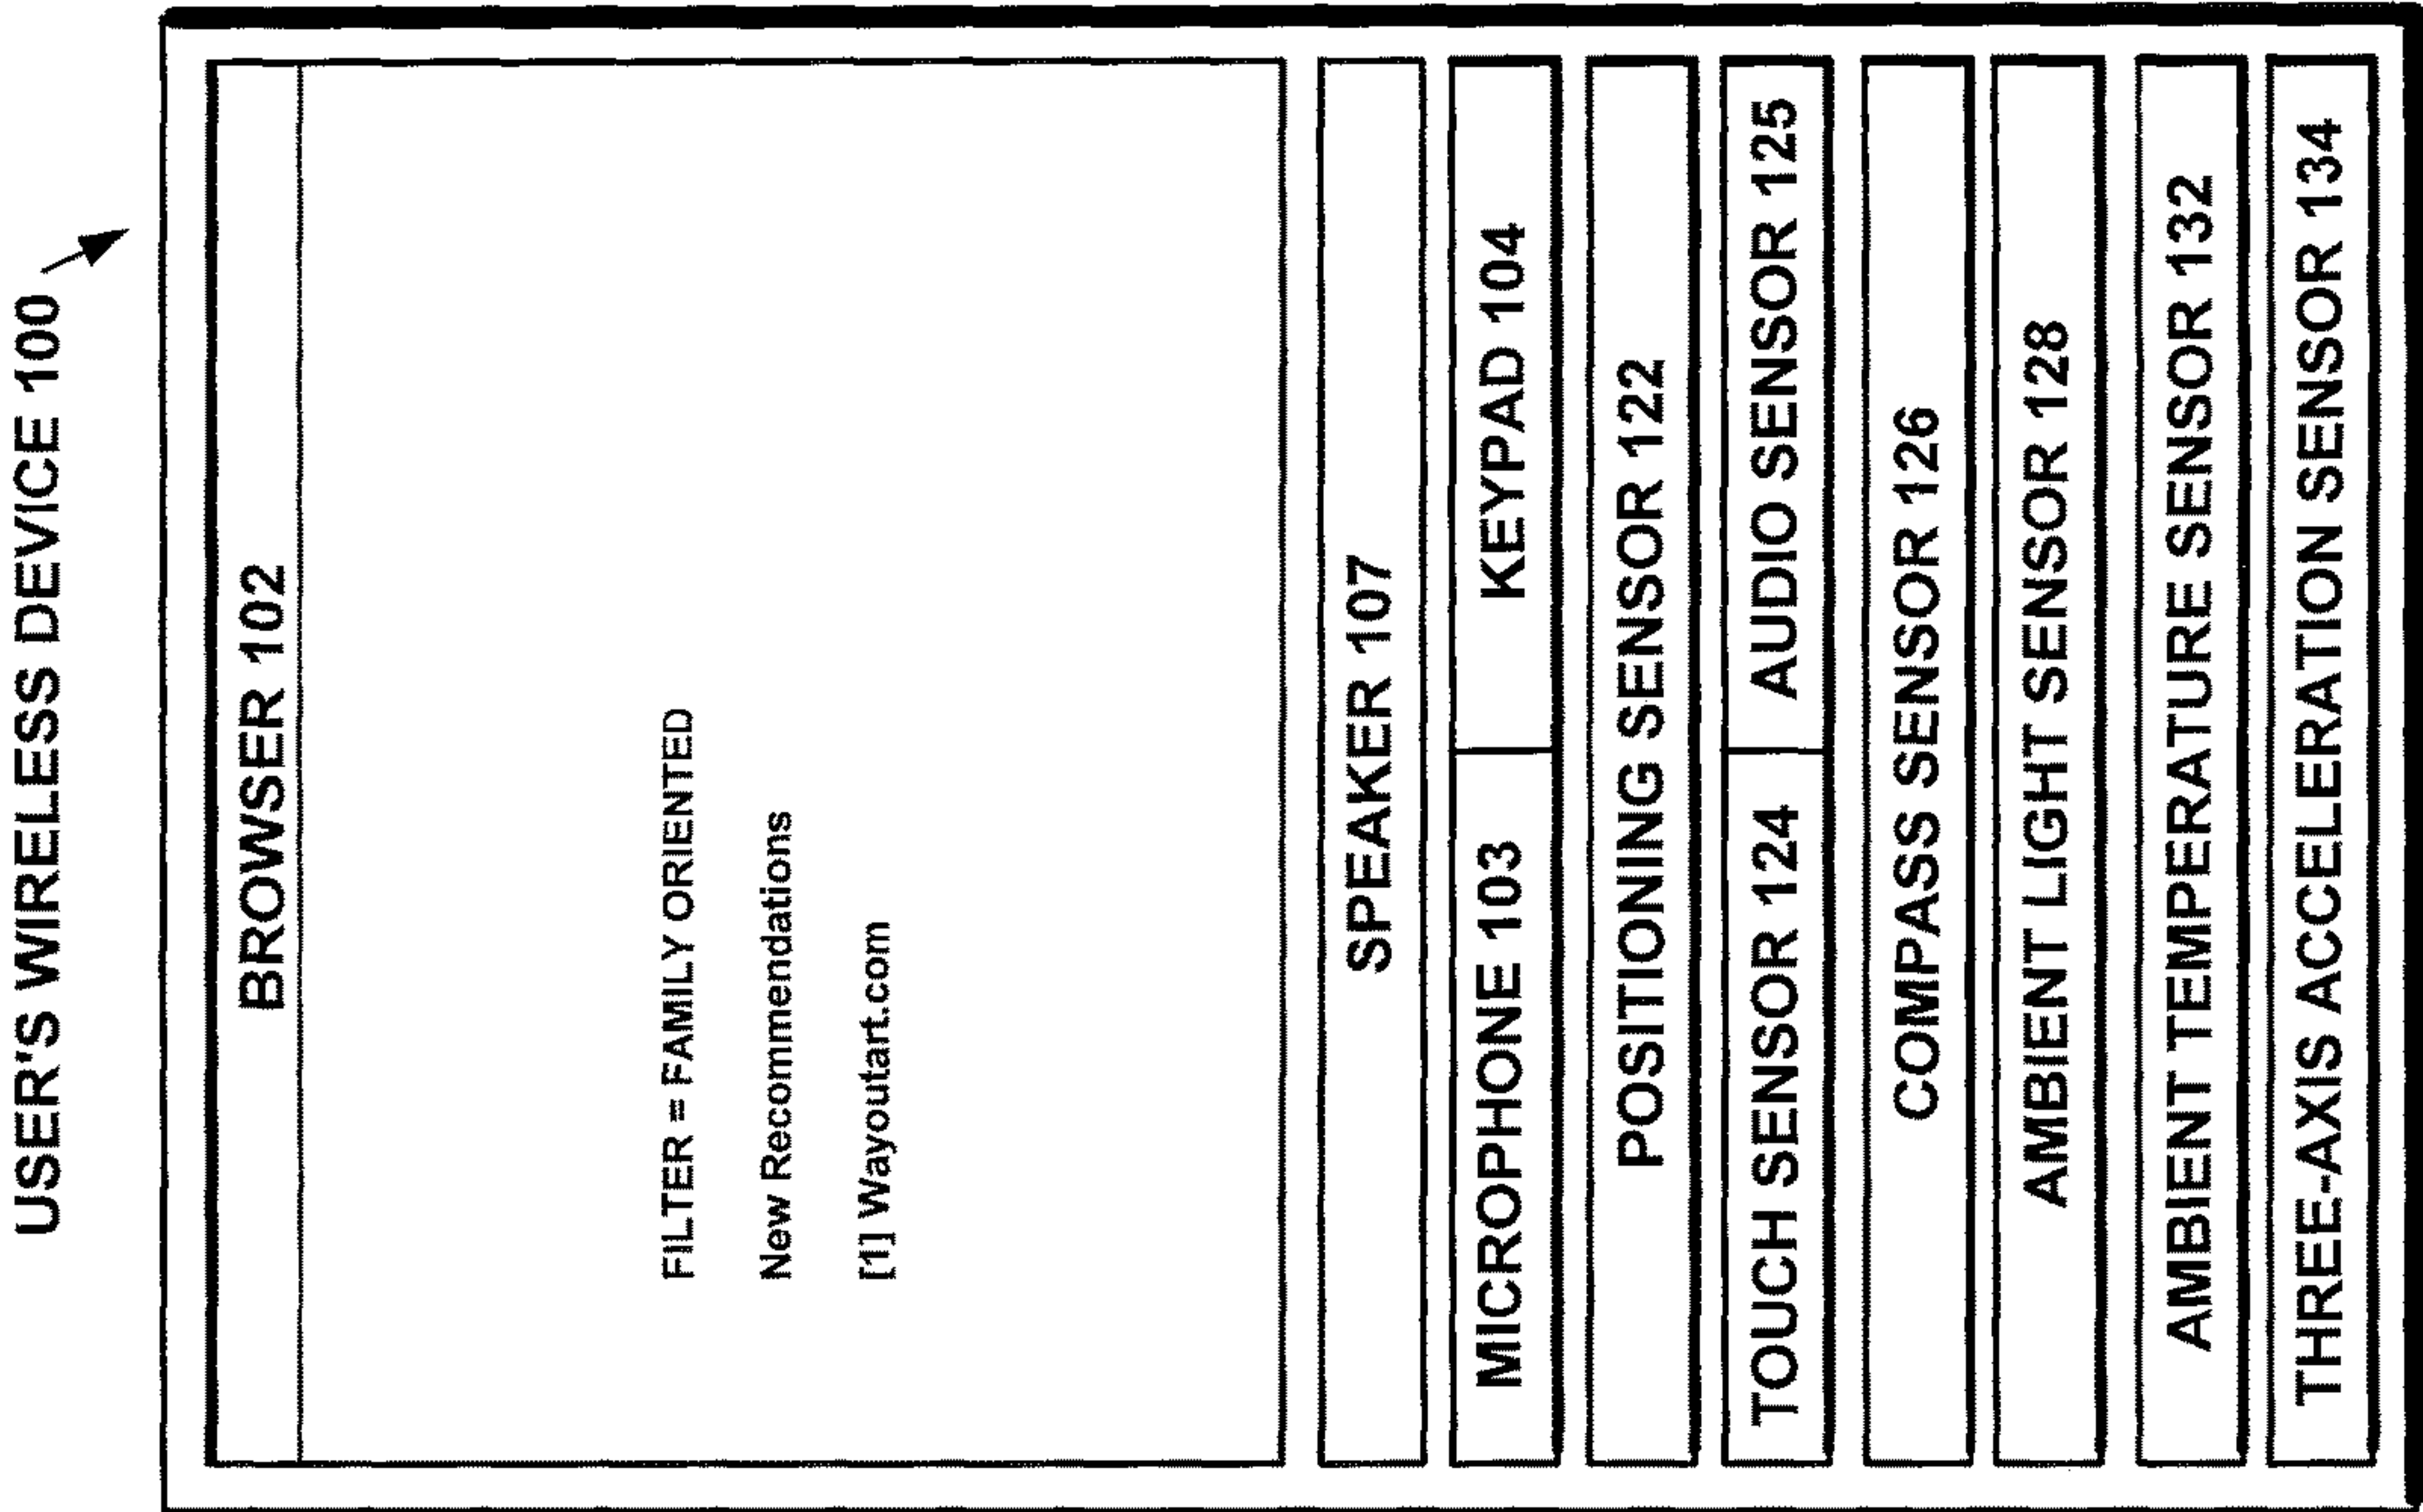 USER'S WIRELESS DEVICE 100
BROWSER 102
FILTER = FAMILY ORIENTED
New Recommendations
[1] Wayoutart.com
SPEAKER 107
MICROPHONE 103 KEYPAD 104
POSITIONING SENSOR 122
TOUCH SENSOR 124 AUDIO SENSOR 125
COMPASS SENSOR 126
AMBIENT LIGHT SENSOR 128
AMBIENT TEMPERATURE SENSOR 132
THREE-AXIS ACCELERATION SENSOR 134